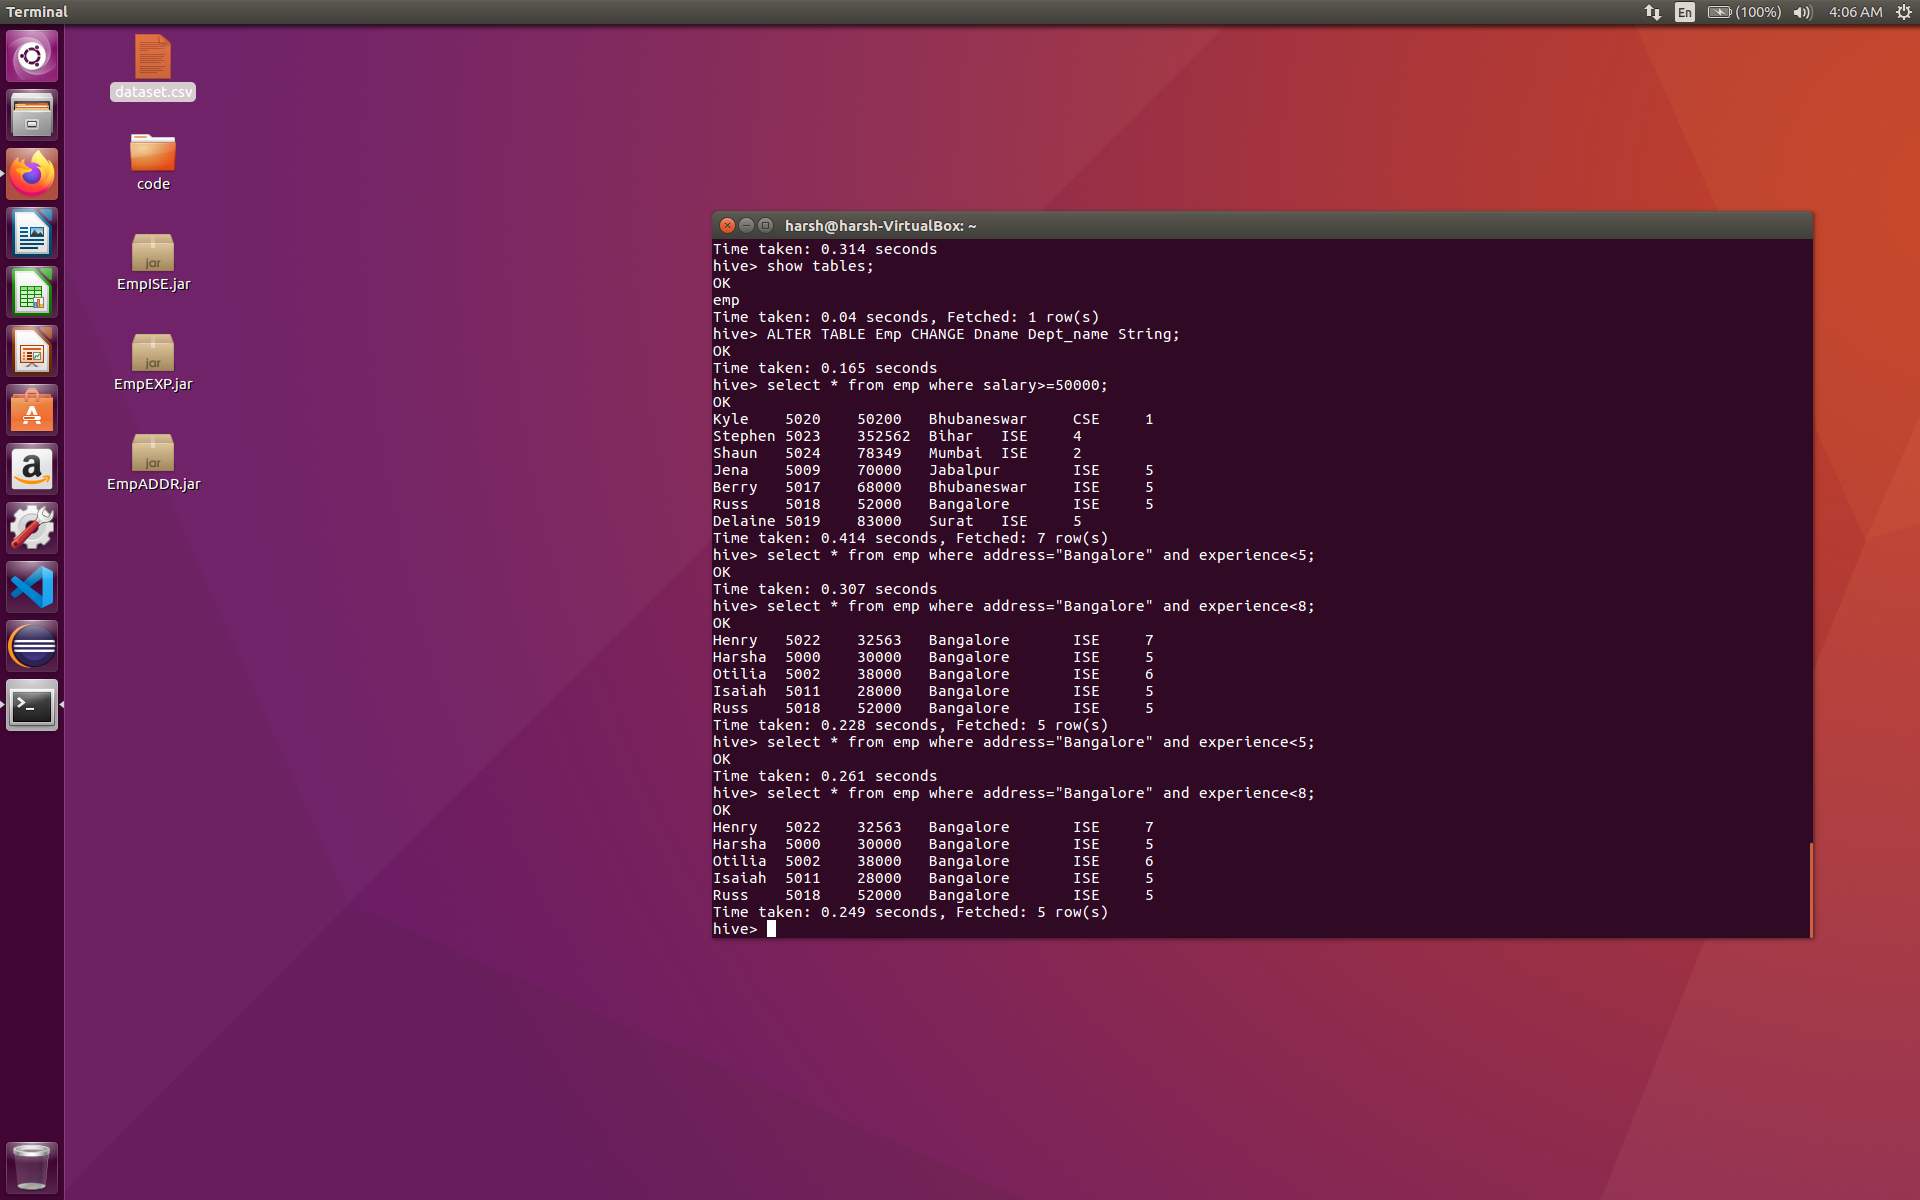 Terminal
En (100%) 4:06 AM
dataset.csv
code
jar
EmpISE.jar
jar
EmpEXP.jar
jar
EmpADDR.jar
harsh@harsh-VirtualBox: ~
Time taken: 0.314 seconds
hive> show tables;
OK
emp
Time taken: 0.04 seconds, Fetched: 1 row(s)
hive> ALTER TABLE Emp CHANGE Dname Dept_name String;
OK
Time taken: 0.165 seconds
hive> select * from emp where salary>=50000;
OK
Kyle 5020 50200 Bhubaneswar CSE 1
Stephen 5023 352562 Bihar ISE 4
Shaun 5024 78349 Mumbai ISE 2
Jena 5009 70000 Jabalpur ISE 5
Berry 5017 68000 Bhubaneswar ISE 5
Russ 5018 52000 Bangalore ISE 5
Delaine 5019 83000 Surat ISE 5
Time taken: 0.414 seconds, Fetched: 7 row(s)
hive> select * from emp where address="Bangalore" and experience<5;
OK
Time taken: 0.307 seconds
hive> select * from emp where address="Bangalore" and experience<8;
OK
Henry 5022 32563 Bangalore ISE 7
Harsha 5000 30000 Bangalore ISE 5
Otilia 5002 38000 Bangalore ISE 6
Isaiah 5011 28000 Bangalore ISE 5
Russ 5018 52000 Bangalore ISE 5
Time taken: 0.228 seconds, Fetched: 5 row(s)
hive> select * from emp where address="Bangalore" and experience<5;
OK
Time taken: 0.261 seconds
hive> select * from emp where address="Bangalore" and experience<8;
OK
Henry 5022 32563 Bangalore ISE 7
Harsha 5000 30000 Bangalore ISE 5
Otilia 5002 38000 Bangalore ISE 6
Isaiah 5011 28000 Bangalore ISE 5
Russ 5018 52000 Bangalore ISE 5
Time taken: 0.249 seconds, Fetched: 5 row(s)
hive>